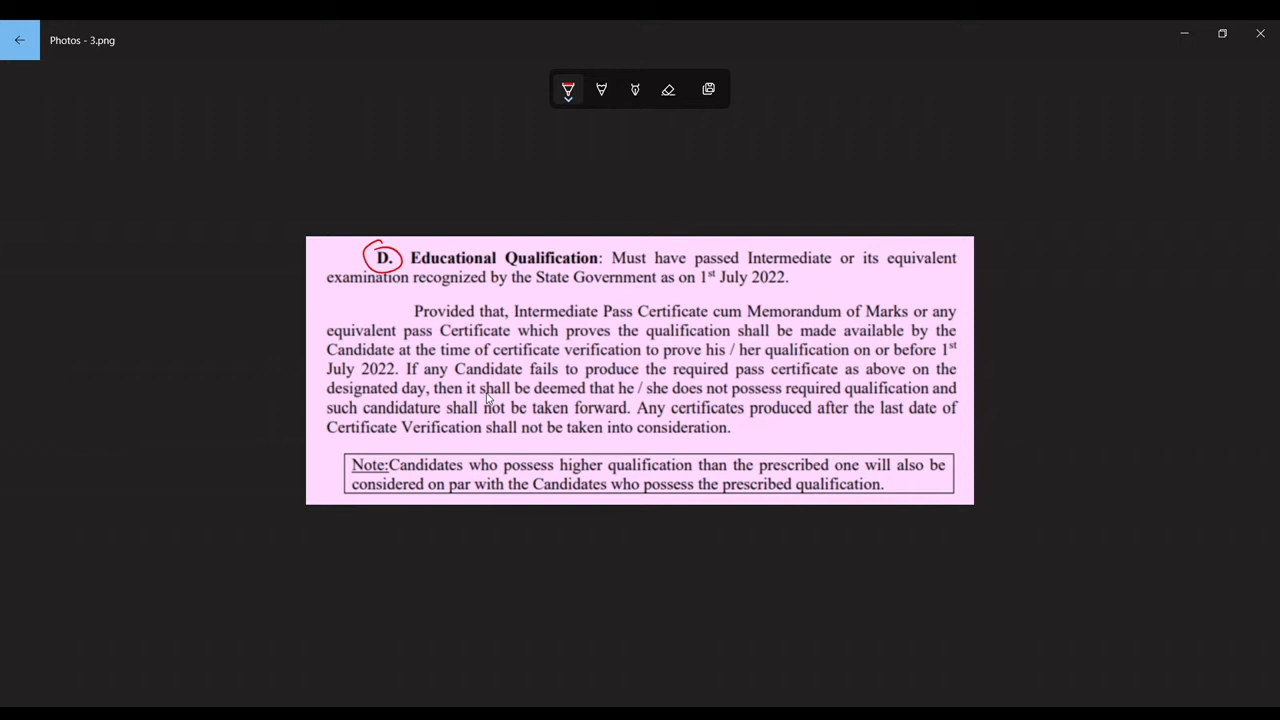 Photos - 3.png
D. Educational Qualification: Must have passed Intermediate or its equivalent
examination recognized by the State Government as on 1st July 2022.
Provided that, Intermediate Pass Certificate cum Memorandum of Marks or any
equivalent pass Certificate which proves the qualification shall be made available by the
Candidate at the time of certificate verification to prove his / her qualification on or before 1st
July 2022. If any Candidate fails to produce the required pass certificate as above on the
designated day, then it shall be deemed that he / she does not possess required qualification and
such candidature shall not be taken forward. Any certificates produced after the last date of
Certificate Verification shall not be taken into consideration.
Note:Candidates who possess higher qualification than the prescribed one will also be
considered on par with the Candidates who possess the prescribed qualification.